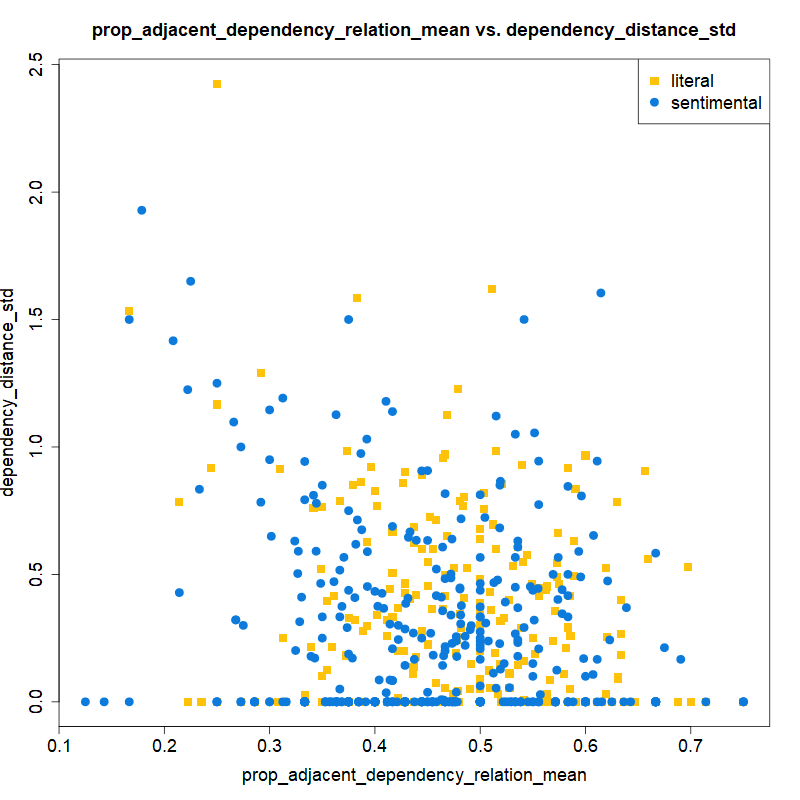 prop_adjacent_dependency_relation_mean vs. dependency_distance_std
literal
sentimental
dependency_distance_std
2.5
2.0
1.5
1.0
0.5
0.0
0.1 0.2 0.3 0.4 0.5 0.6 0.7
prop_adjacent_dependency_relation_mean